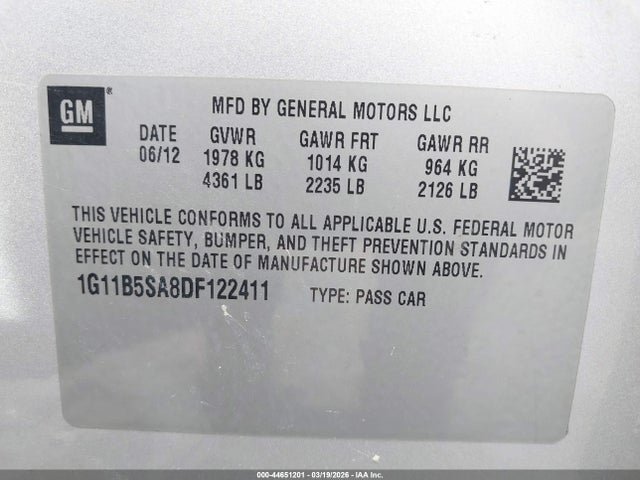 GM ®
MFD BY GENERAL MOTORS LLC
DATE GVWR GAWR FRT GAWR RR
06/12 1978 KG 1014 KG 964 KG
4361 LB 2235 LB 2126 LB
THIS VEHICLE CONFORMS TO ALL APPLICABLE U.S. FEDERAL MOTOR
VEHICLE SAFETY, BUMPER, AND THEFT PREVENTION STANDARDS IN
EFFECT ON THE DATE OF MANUFACTURE SHOWN ABOVE.
1G11B5SA8DF122411 TYPE: PASS CAR
000-44651201 - 03/19/2026 - IAA Inc.